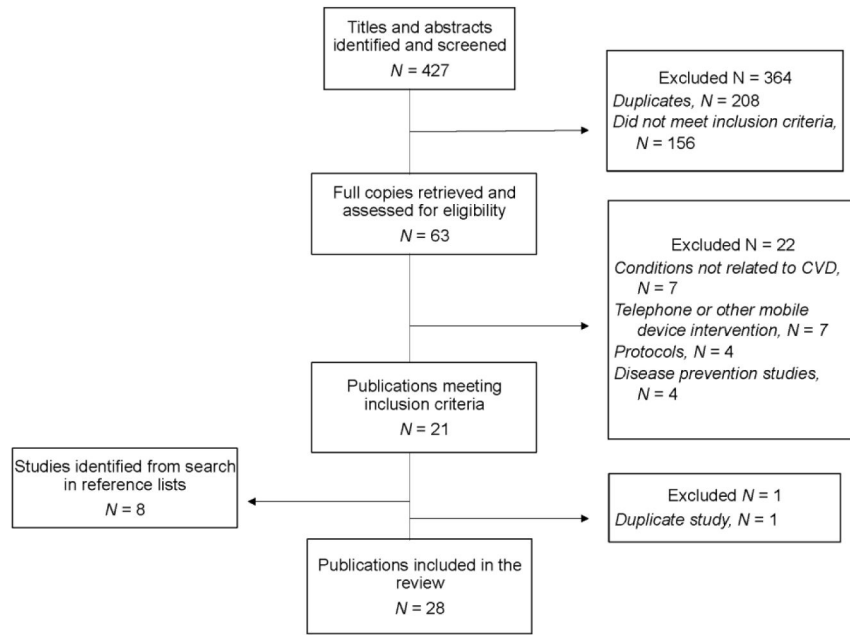 Titles and abstracts
identified and screened
N = 427
Excluded N = 364
Duplicates, N = 208
Did not meet inclusion criteria,
N = 156
Full copies retrieved and
assessed for eligibility
N = 63
Excluded N = 22
Conditions not related to CVD,
N = 7
Telephone or other mobile
device intervention, N = 7
Protocols, N = 4
Disease prevention studies,
N = 4
Publications meeting
inclusion criteria
N = 21
Studies identified from search
in reference lists
N = 8
Excluded N = 1
Duplicate study, N = 1
Publications included in the
review
N = 28